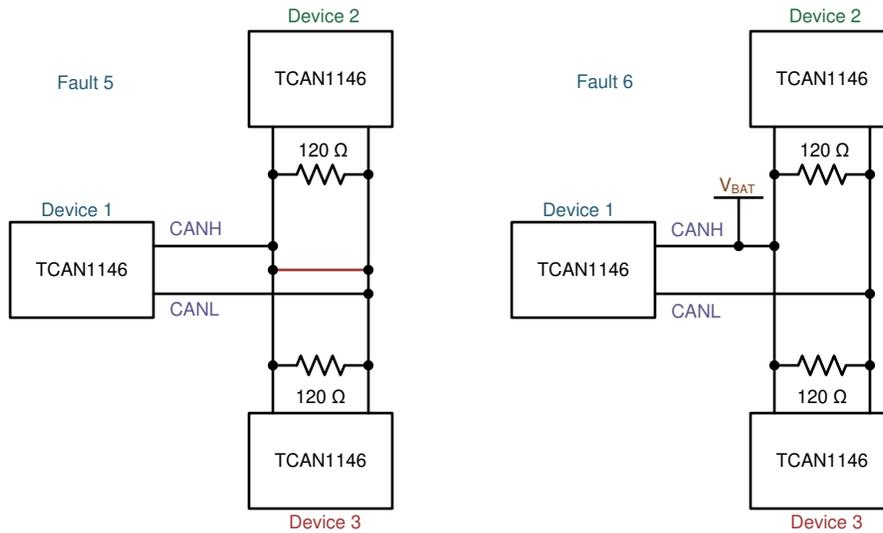 Device 2
Fault 5
TCAN1146
120 Ω
Device 1
CANH
TCAN1146
CANL
120 Ω
TCAN1146
Device 3
Device 2
Fault 6
TCAN1146
120 Ω
VBAT
Device 1
CANH
TCAN1146
CANL
120 Ω
TCAN1146
Device 3